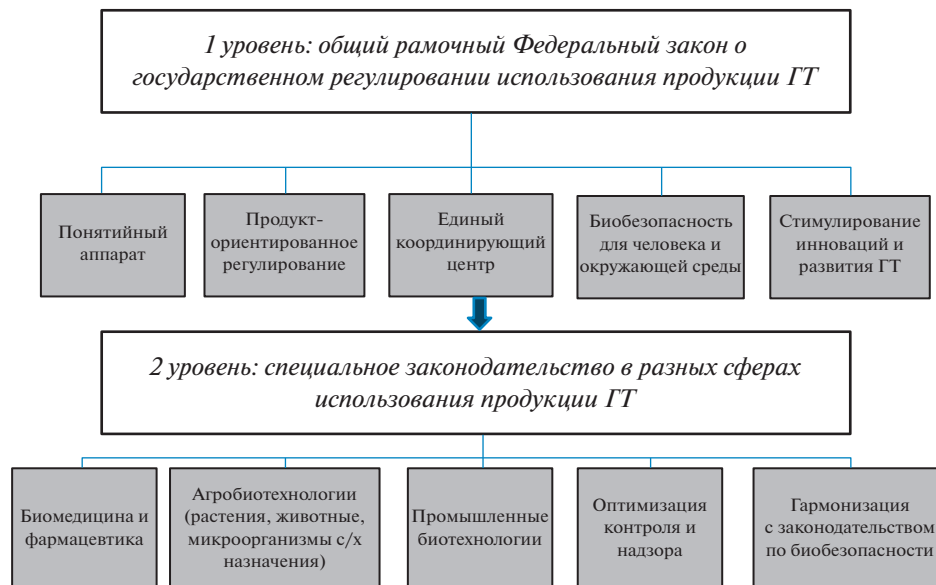 1 уровень: общий рамочный Федеральный закон о
государственном регулировании использования продукции ГТ
Понятийный
аппарат
Продукт-
ориентированное
регулирование
Единый
координирующий
центр
Биобезопасность
для человека и
окружающей среды
Стимулирование
инноваций и
развития ГТ
2 уровень: специальное законодательство в разных сферах
использования продукции ГТ
Биомедицина и
фармацевтика
Агробиотехнологии
(растения, животные,
микроорганизмы с/х
назначения)
Промышленные
биотехнологии
Оптимизация
контроля и
надзора
Гармонизация
с законодательством
по биобезопасности